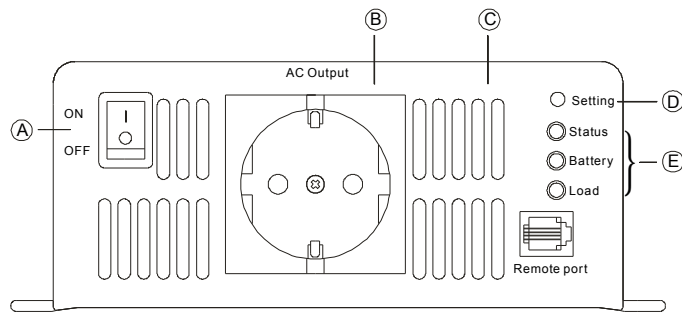 B
C
AC Output
ON
I
A
OFF
Setting
D
Status
Battery
E
Load
Remote port